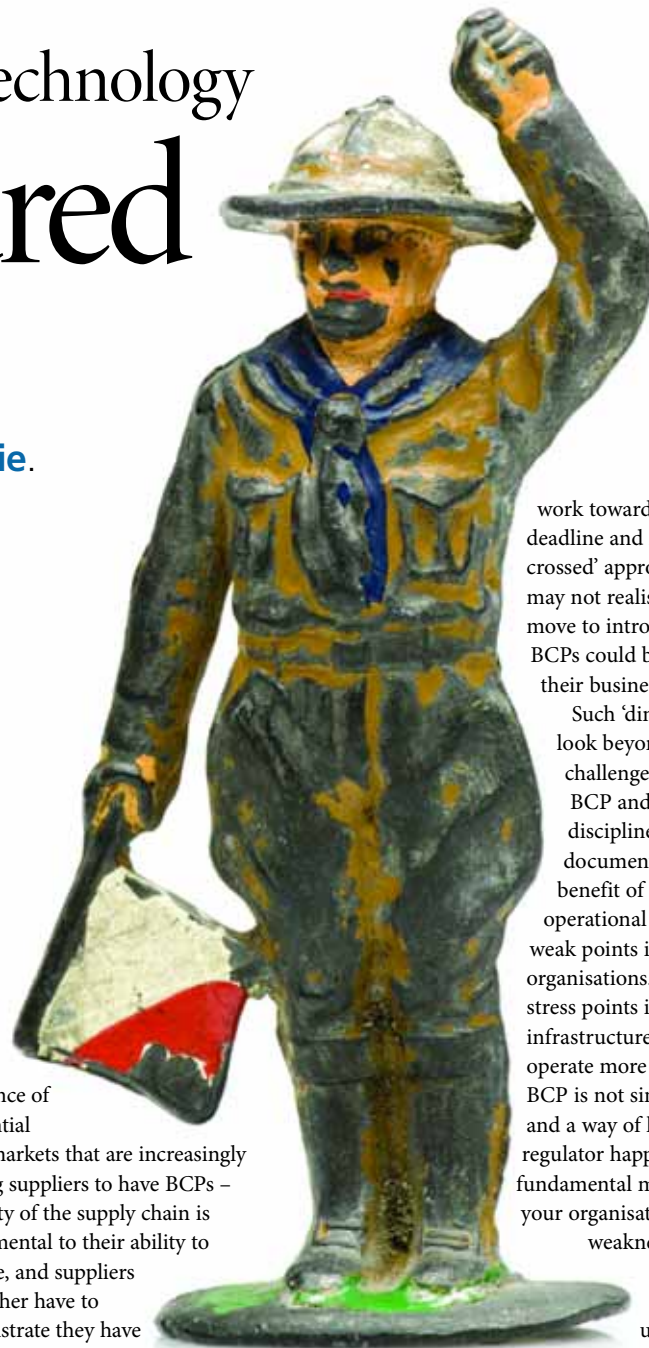 echnology
red
ie.
nce of
ntial
markets that are increasingly
g suppliers to have BCPs –
ty of the supply chain is
mental to their ability to
e, and suppliers
her have to
strate they have
work toward
deadline and
crossed’ appro
may not realis
move to introd
BCPs could b
their busine
Such
look beyon
challenge
BCP and
discipline
documen
benefit of
operational
weak points i
organisations.
stress points i
infrastructure
operate more
BCP is not sim
and a way of k
regulator happ
fundamental m
your organisat
weakne
u